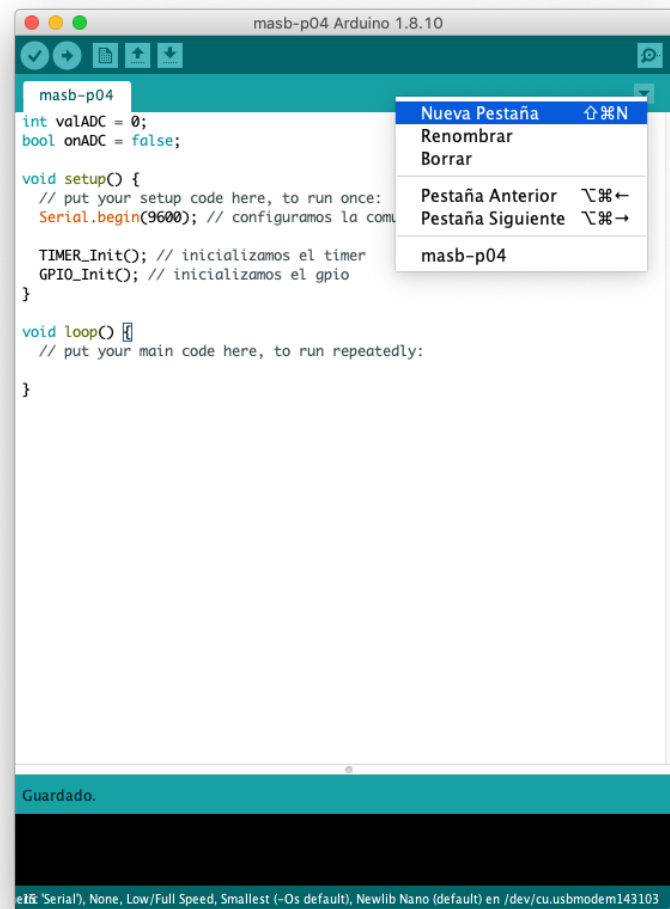 masb-p04 Arduino 1.8.10
masb-p04
Nueva Pestaña ⇧⌘N
Renombrar
Borrar
Pestaña Anterior ⌥⌘←
Pestaña Siguiente ⌥⌘→
masb-p04
int valADC = 0;
bool onADC = false;
void setup() {
// put your setup code here, to run once:
Serial.begin(9600); // configuramos la comu
TIMER_Init(); // inicializamos el timer
GPIO_Init(); // inicializamos el gpio
}
void loop() {
// put your main code here, to run repeatedly:
}
Guardado.
'Serial'), None, Low/Full Speed, Smallest (-Os default), Newlib Nano (default) en /dev/cu.usbmodem143103